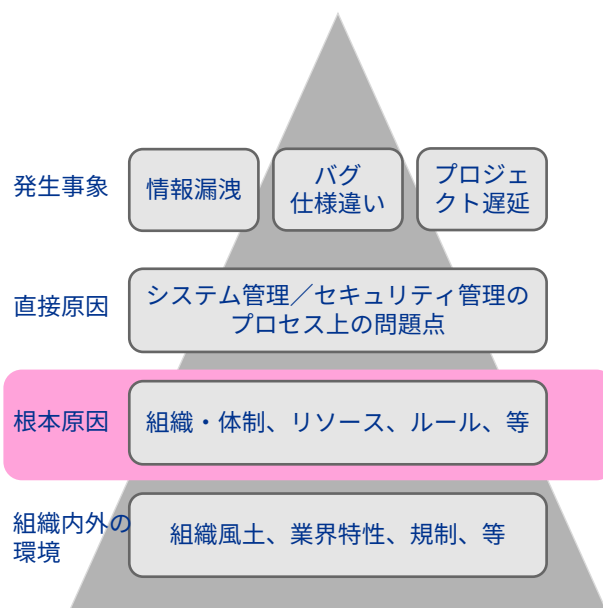 発生事象
情報漏洩
バグ
仕様違い
プロジェ
クト遅延
直接原因
システム管理／セキュリティ管理の
プロセス上の問題点
根本原因
組織・体制、リソース、ルール、等
組織内外の
環境
組織風土、業界特性、規制、等